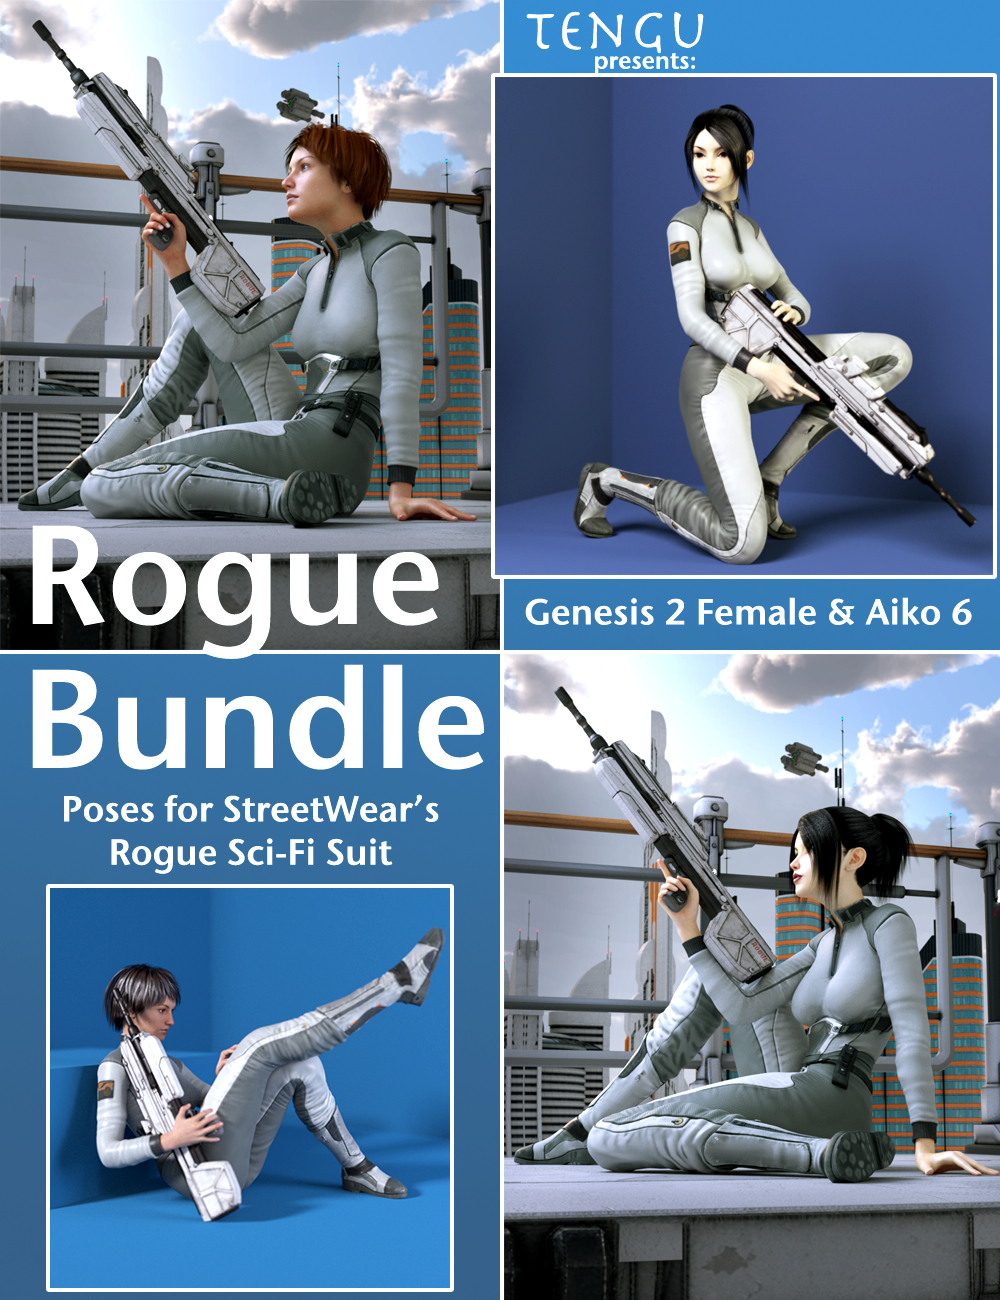 TENGU
presents:
Rogue
Genesis 2 Female & Aiko 6
Bundle
Poses for StreetWear's
Rogue Sci-Fi Suit